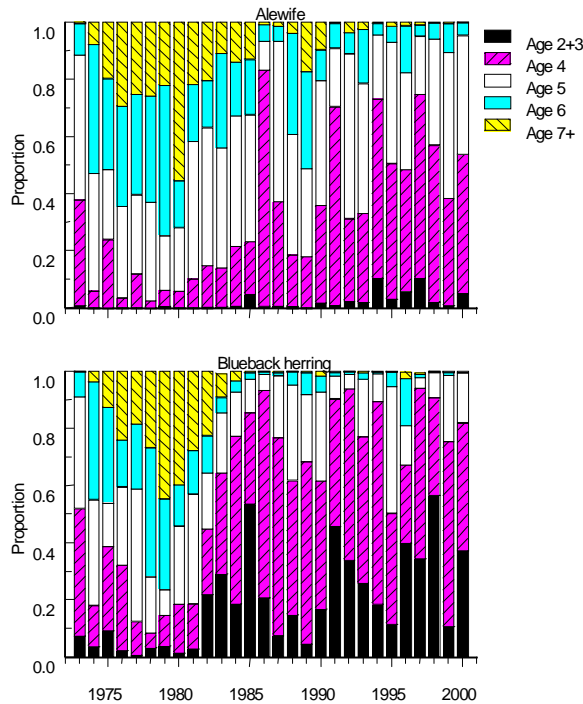 Alewife
1.0
0.8
0.6
0.4
0.2
0.0
Proportion
Age 2+3
Age 4
Age 5
Age 6
Age 7+
Blueback herring
1.0
0.8
0.6
0.4
0.2
0.0
Proportion
1975 1980 1985 1990 1995 2000